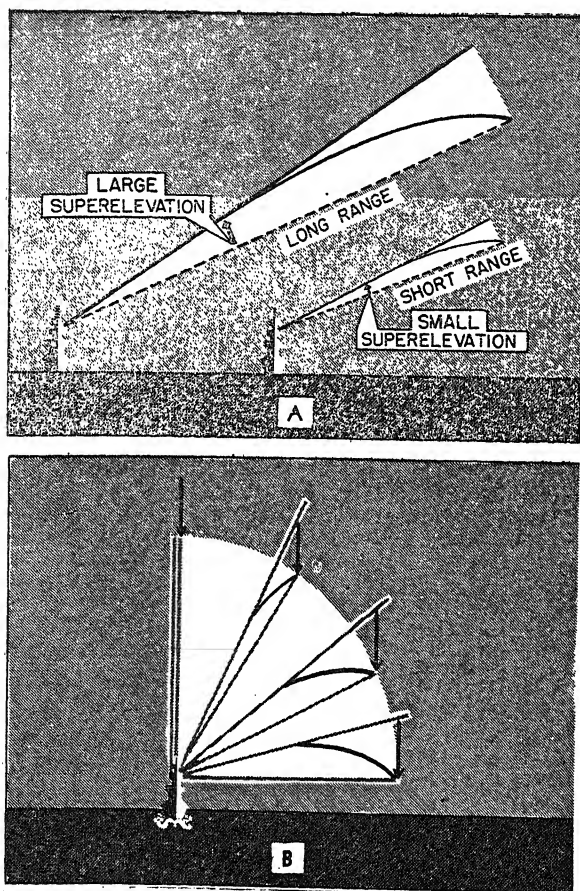 LARGE
SUPERELEVATION
LONG RANGE
SHORT RANGE
SMALL
SUPERELEVATION
A
B